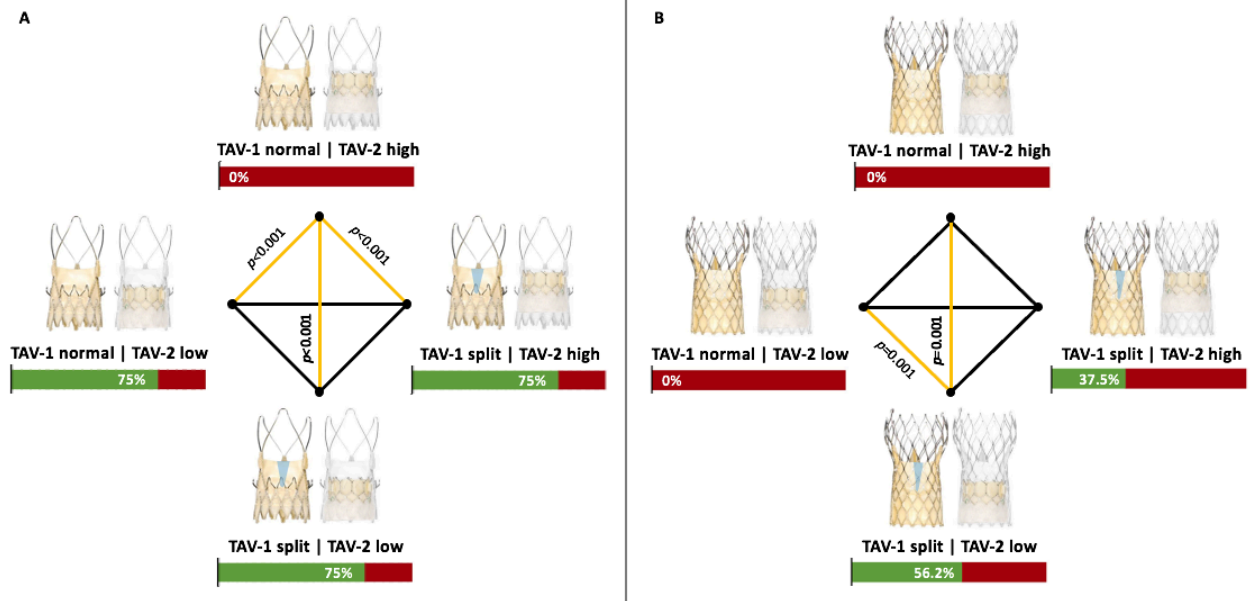 A
TAV-1 normal | TAV-2 high
0%
p<0.001
p<0.001
p<0.001
TAV-1 normal | TAV-2 low
75%
TAV-1 split | TAV-2 high
75%
TAV-1 split | TAV-2 low
75%
B
TAV-1 normal | TAV-2 high
0%
TAV-1 normal | TAV-2 low
0%
p=0.001
p=0.001
TAV-1 split | TAV-2 high
37.5%
TAV-1 split | TAV-2 low
56.2%